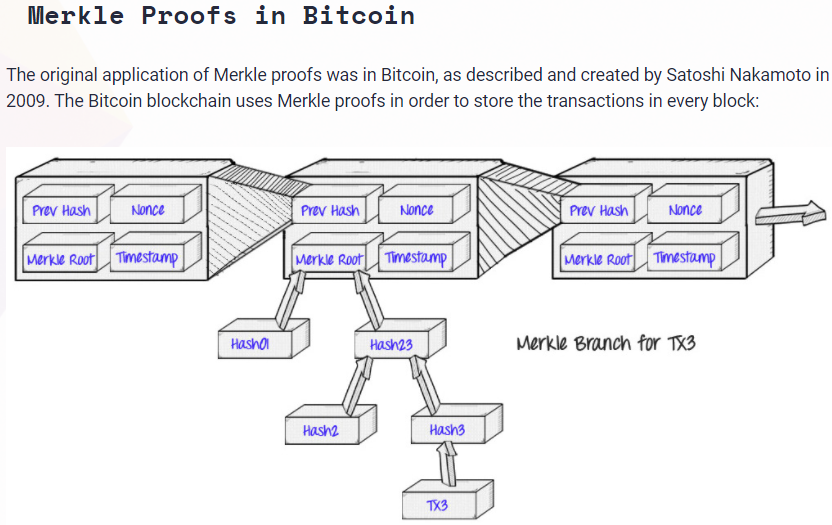 Merkle Proofs in Bitcoin
The original application of Merkle proofs was in Bitcoin, as described and created by Satoshi Nakamoto in
2009. The Bitcoin blockchain uses Merkle proofs in order to store the transactions in every block:
Prev Hash Nonce Prev Hash Nonce Prev Hash Nonce
Merkle Root Timestamp Merkle Root Timestamp Merkle Root Timestamp
Hash01 Hash23 Merkle Branch for TX3
Hash2 Hash3
TX3